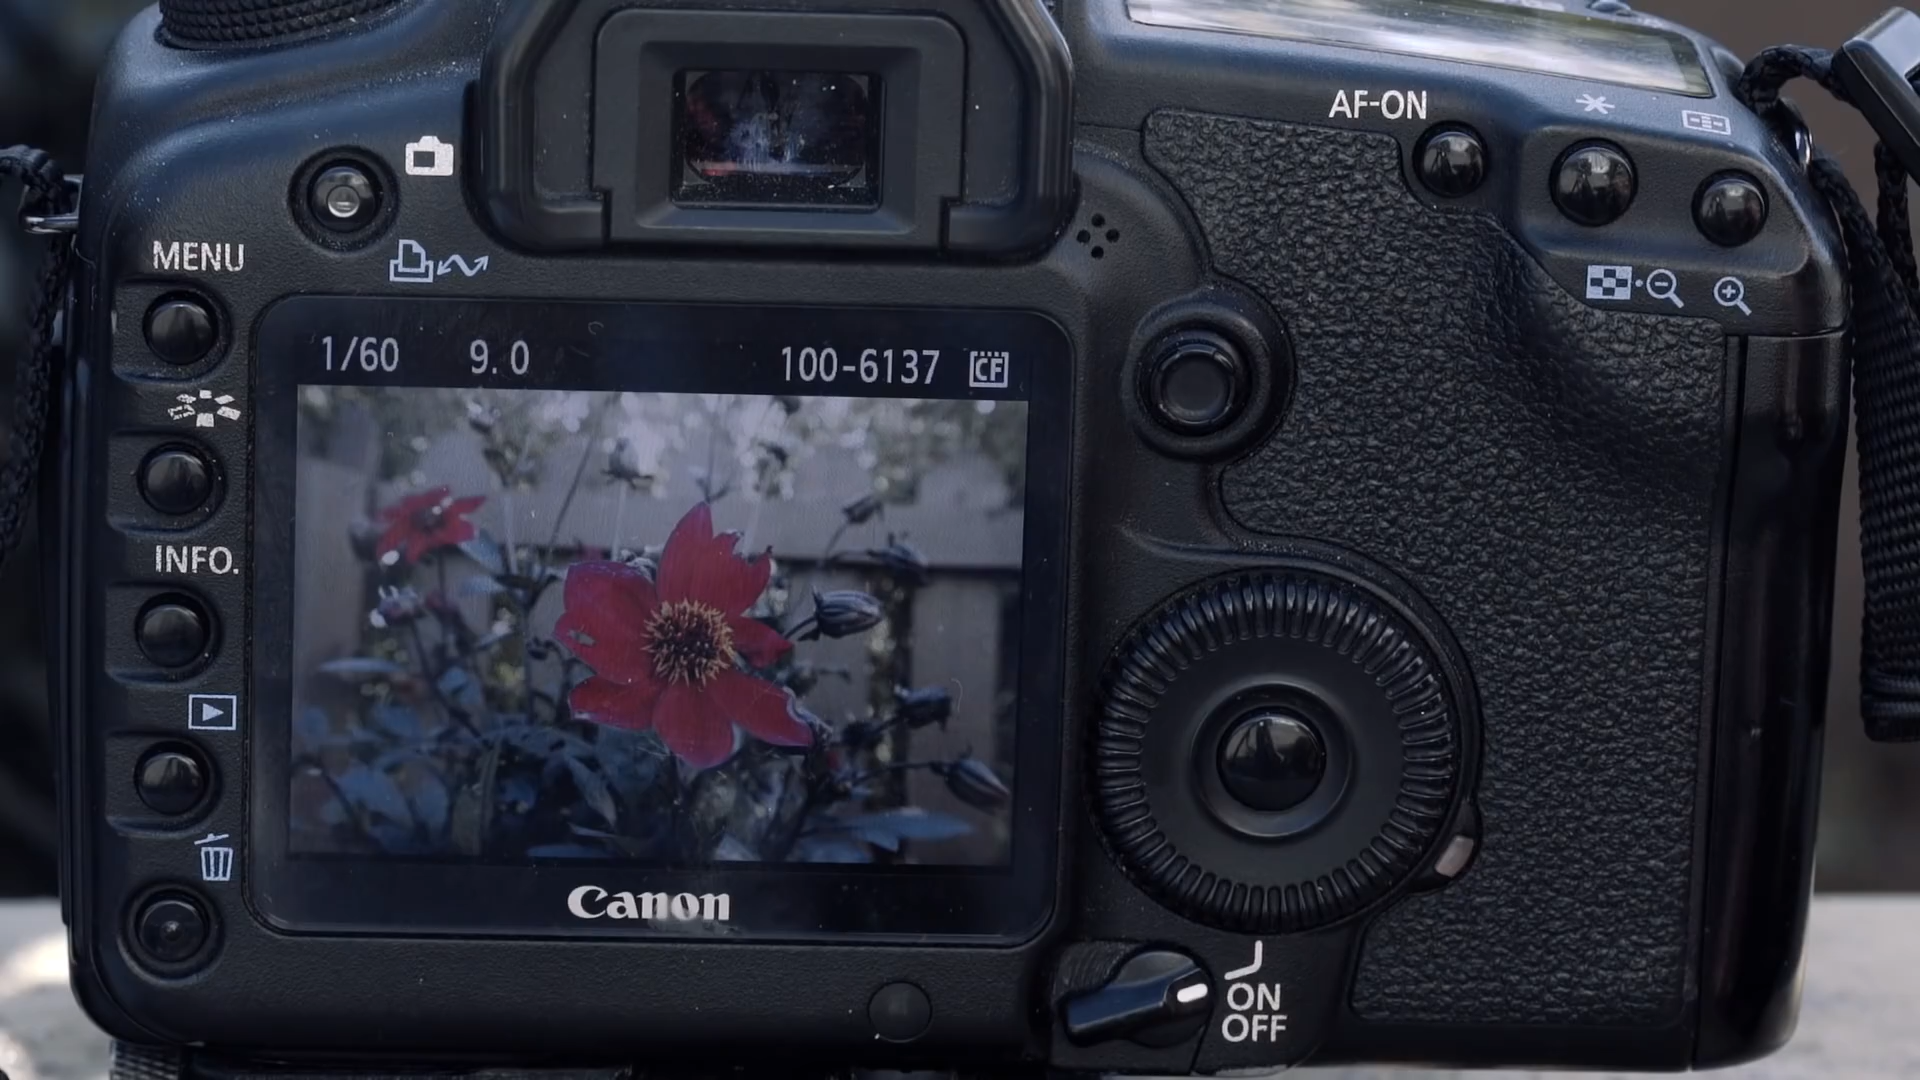 AF-ON
MENU
1/60 9.0 100-6137 CF
INFO.
Canon
ON
OFF